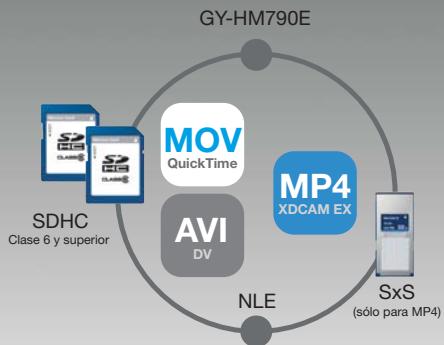 GY-HM790E
MOV
QuickTime
MP4
XDCAM EX
AVI
DV
SDHC
Clase 6 y superior
SxS
(sólo para MP4)
NLE